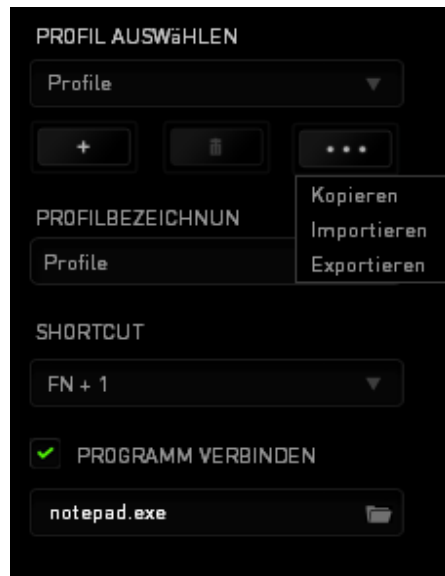 PROFIL AUSWäHLEN
Profile
+
...
Kopieren
Importieren
Exportieren
PROFILBEZEICHNUN
Profile
SHORTCUT
FN + 1
PROGRAMM VERBINDEN
notepad.exe